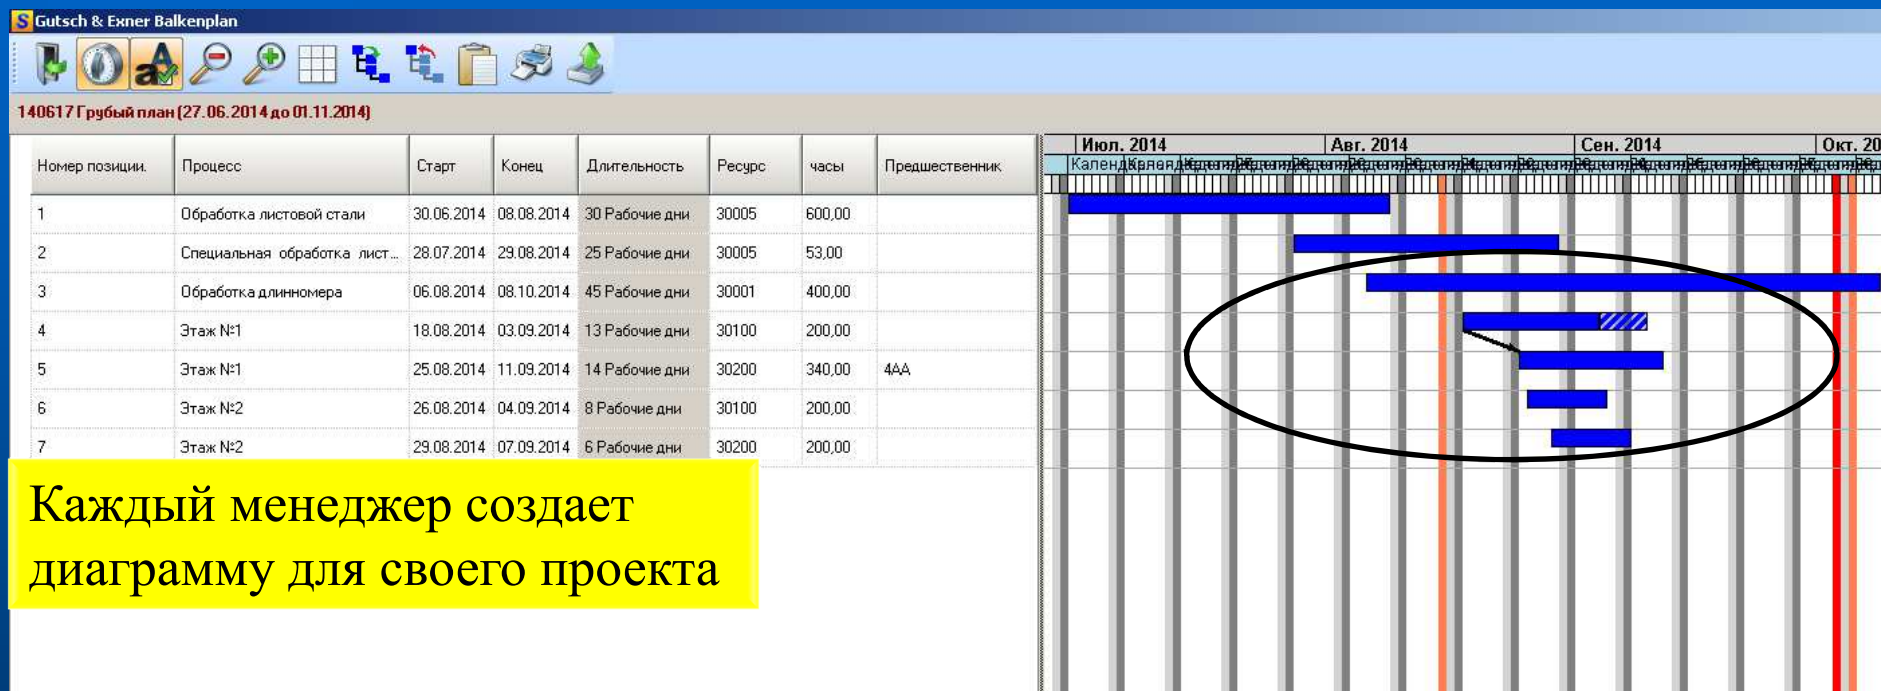 Gutsch & Exner Balkenplan
140617 Грубый план (27.06.2014 до 01.11.2014)
Номер позиции. Процесс Старт Конец Длительность Ресурс часы Предшественник
Июл. 2014 Авг. 2014 Сен. 2014 Окт. 20
1 Обработка листовой стали 30.06.2014 08.08.2014 30 Рабочие дни 30005 600,00
2 Специальная обработка лист... 28.07.2014 29.08.2014 25 Рабочие дни 30005 53,00
3 Обработка длинномера 06.08.2014 08.10.2014 45 Рабочие дни 30001 400,00
4 Этаж №1 18.08.2014 03.09.2014 13 Рабочие дни 30100 200,00
5 Этаж №1 25.08.2014 11.09.2014 14 Рабочие дни 30200 340,00 4AA
6 Этаж №2 26.08.2014 04.09.2014 8 Рабочие дни 30100 200,00
7 Этаж №2 29.08.2014 07.09.2014 6 Рабочие дни 30200 200,00
Каждый менеджер создает
диаграмму для своего проекта